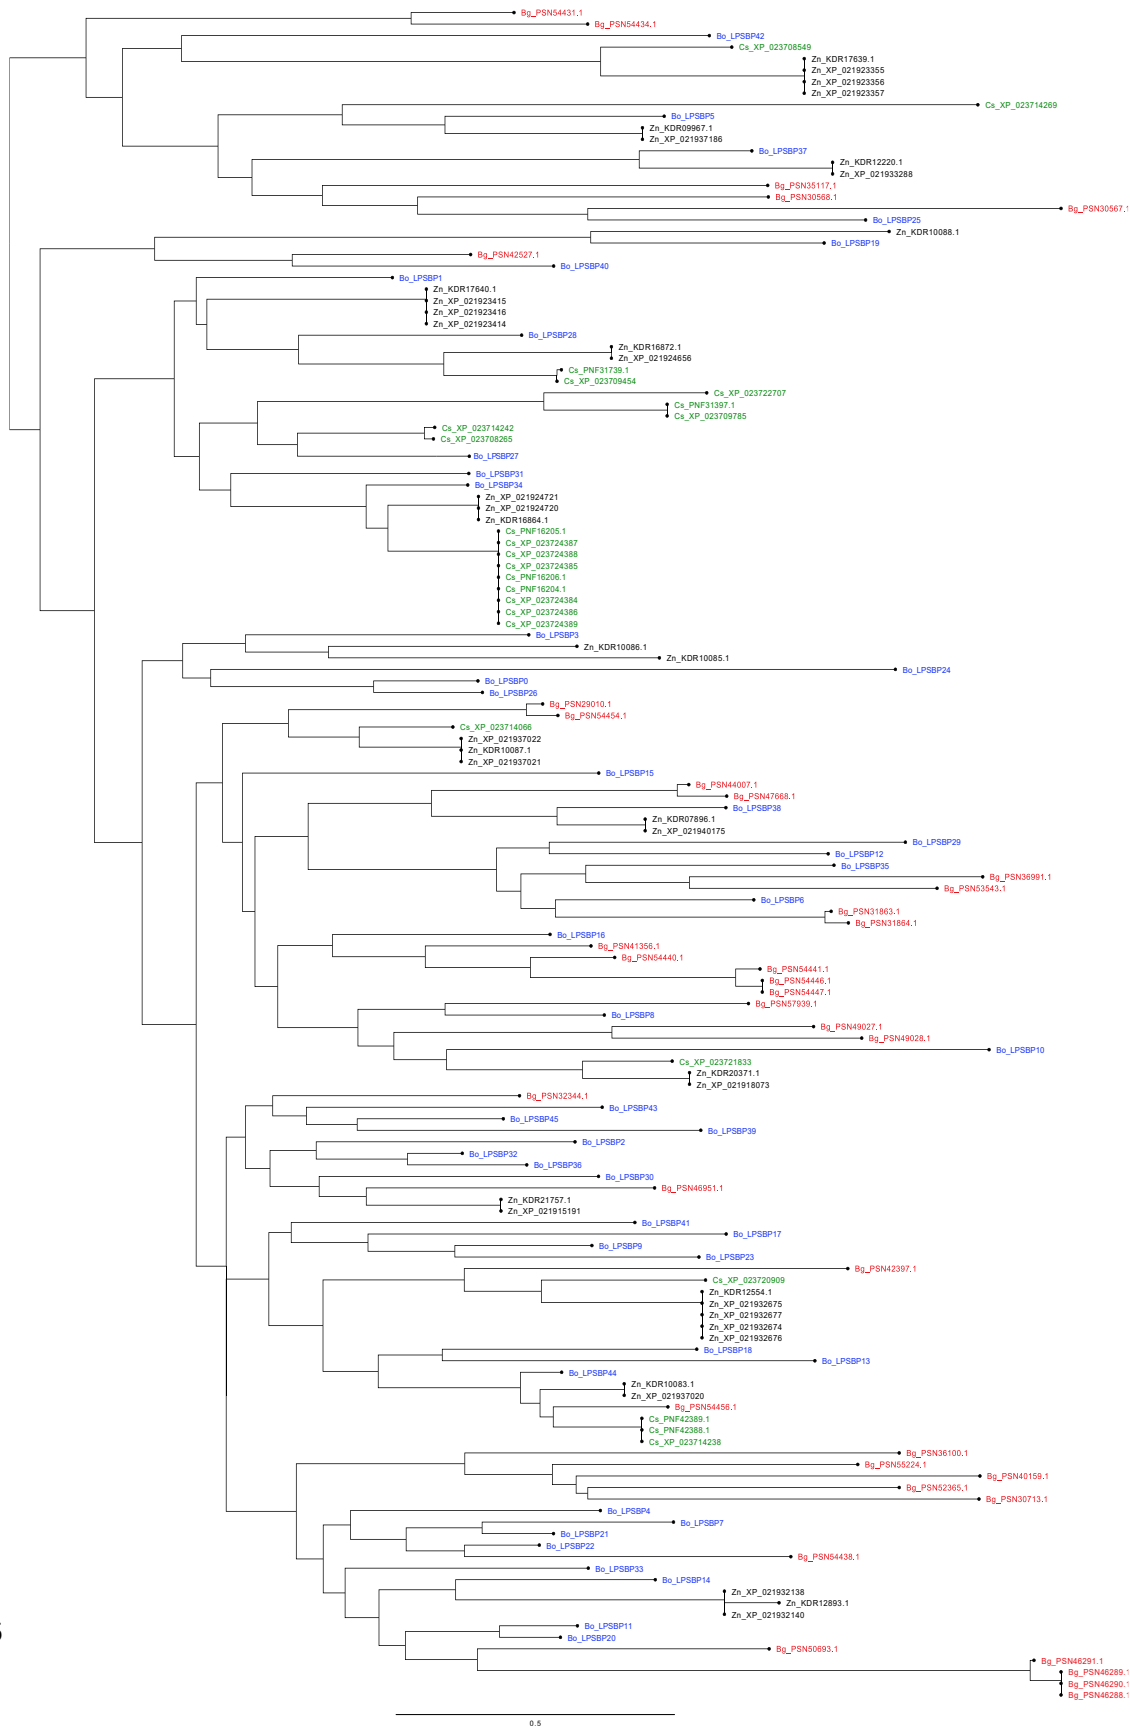 Bg_PSN54431.1
Bg_PSN54434.1
Bo_LPSBP42
Cs_XP_023708549
Zn_KDR17639.1
Zn_XP_021923355
Zn_XP_021923356
Zn_XP_021923357
Cs_XP_023714269
Bo_LPSBP5
Zn_KDR09967.1
Zn_XP_021937186
Bo_LPSBP37
Zn_KDR12220.1
Zn_XP_021933288
Bg_PSN35117.1
Bg_PSN30568.1
Bg_PSN30567.1
Bo_LPSBP25
Zn_KDR10088.1
Bo_LPSBP19
Bg_PSN42527.1
Bo_LPSBP40
Bo_LPSBP1
Zn_KDR17640.1
Zn_XP_021923415
Zn_XP_021923416
Zn_XP_021923414
Bo_LPSBP28
Zn_KDR16872.1
Zn_XP_021924656
Cs_PNF31739.1
Cs_XP_023709454
Cs_XP_023722707
Cs_PNF31397.1
Cs_XP_023709785
Cs_XP_023714242
Cs_XP_023708265
Bo_LPSBP27
Bo_LPSBP31
Bo_LPSBP34
Zn_XP_021924721
Zn_XP_021924720
Zn_KDR16864.1
Cs_PNF16205.1
Cs_XP_023724387
Cs_XP_023724388
Cs_XP_023724385
Cs_PNF16206.1
Cs_PNF16204.1
Cs_XP_023724384
Cs_XP_023724386
Cs_XP_023724389
Bo_LPSBP3
Zn_KDR10086.1
Zn_KDR10085.1
Bo_LPSBP24
Bo_LPSBP0
Bo_LPSBP26
Bg_PSN29010.1
Bg_PSN54454.1
Cs_XP_023714066
Zn_XP_021937022
Zn_KDR10087.1
Zn_XP_021937021
Bo_LPSBP15
Bg_PSN44007.1
Bg_PSN47668.1
Bo_LPSBP38
Zn_KDR07896.1
Zn_XP_021940175
Bo_LPSBP29
Bo_LPSBP12
Bo_LPSBP35
Bg_PSN36991.1
Bg_PSN53543.1
Bo_LPSBP6
Bg_PSN31863.1
Bg_PSN31864.1
Bo_LPSBP16
Bg_PSN41356.1
Bg_PSN54440.1
Bg_PSN54441.1
Bg_PSN54446.1
Bg_PSN54447.1
Bg_PSN57939.1
Bo_LPSBP8
Bg_PSN49027.1
Bg_PSN49028.1
Bo_LPSBP10
Cs_XP_023721833
Zn_KDR20371.1
Zn_XP_021918073
Bg_PSN32344.1
Bo_LPSBP43
Bo_LPSBP45
Bo_LPSBP39
Bo_LPSBP2
Bo_LPSBP32
Bo_LPSBP36
Bo_LPSBP30
Bg_PSN46951.1
Zn_KDR21757.1
Zn_XP_021915191
Bo_LPSBP41
Bo_LPSBP17
Bo_LPSBP9
Bo_LPSBP23
Bg_PSN42397.1
Cs_XP_023720909
Zn_KDR12554.1
Zn_XP_021932675
Zn_XP_021932677
Zn_XP_021932674
Zn_XP_021932676
Bo_LPSBP18
Bo_LPSBP13
Bo_LPSBP44
Zn_KDR10083.1
Zn_XP_021937020
Bg_PSN54456.1
Cs_PNF42389.1
Cs_PNF42388.1
Cs_XP_023714238
Bg_PSN36100.1
Bg_PSN55224.1
Bg_PSN40159.1
Bg_PSN52365.1
Bg_PSN30713.1
Bo_LPSBP4
Bo_LPSBP7
Bo_LPSBP21
Bo_LPSBP22
Bg_PSN54438.1
Bo_LPSBP33
Bo_LPSBP14
Zn_XP_021932138
Zn_KDR12893.1
Zn_XP_021932140
Bo_LPSBP11
Bo_LPSBP20
Bg_PSN50693.1
Bg_PSN46291.1
Bg_PSN46289.1
Bg_PSN46290.1
Bg_PSN46288.1
0.5